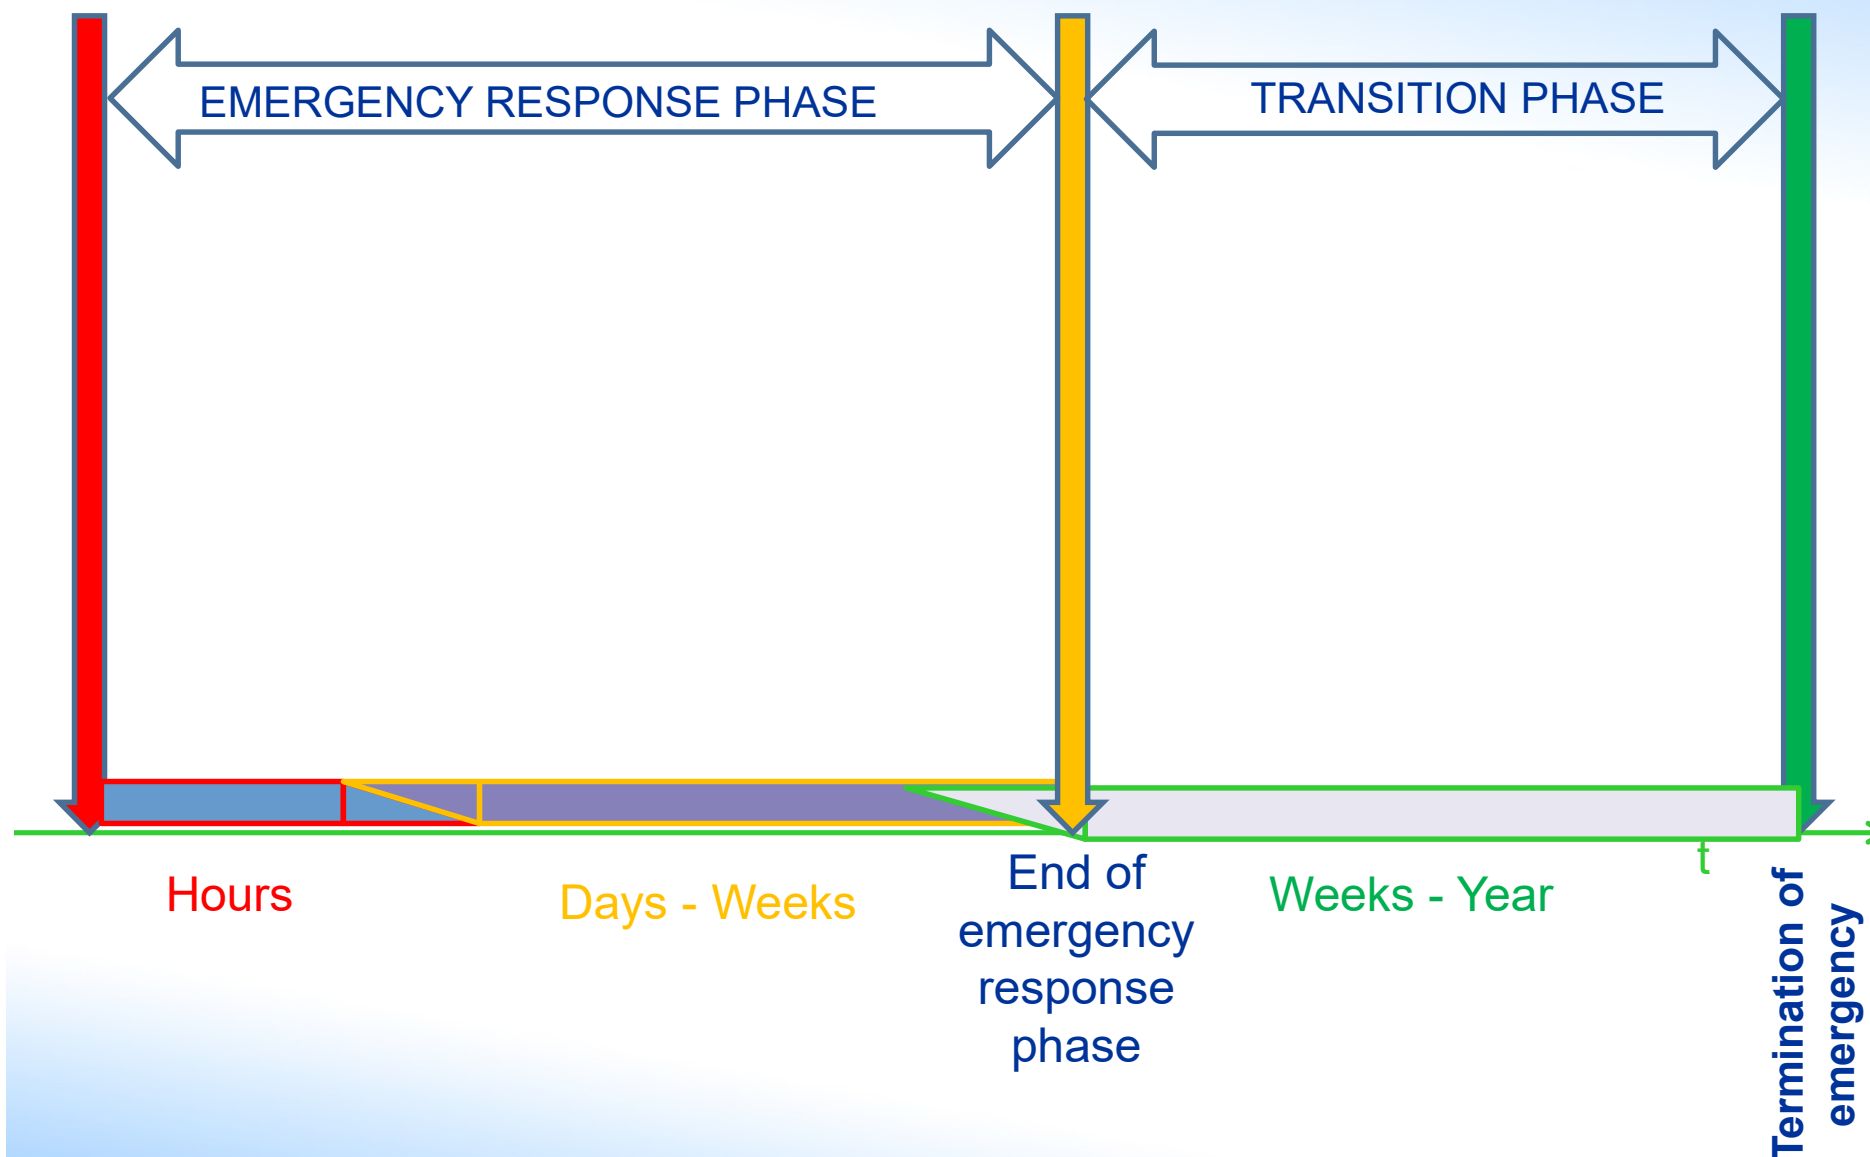 EMERGENCY RESPONSE PHASE
TRANSITION PHASE
Hours
Days - Weeks
End of
emergency
response
phase
Weeks - Year
t
Termination of
emergency